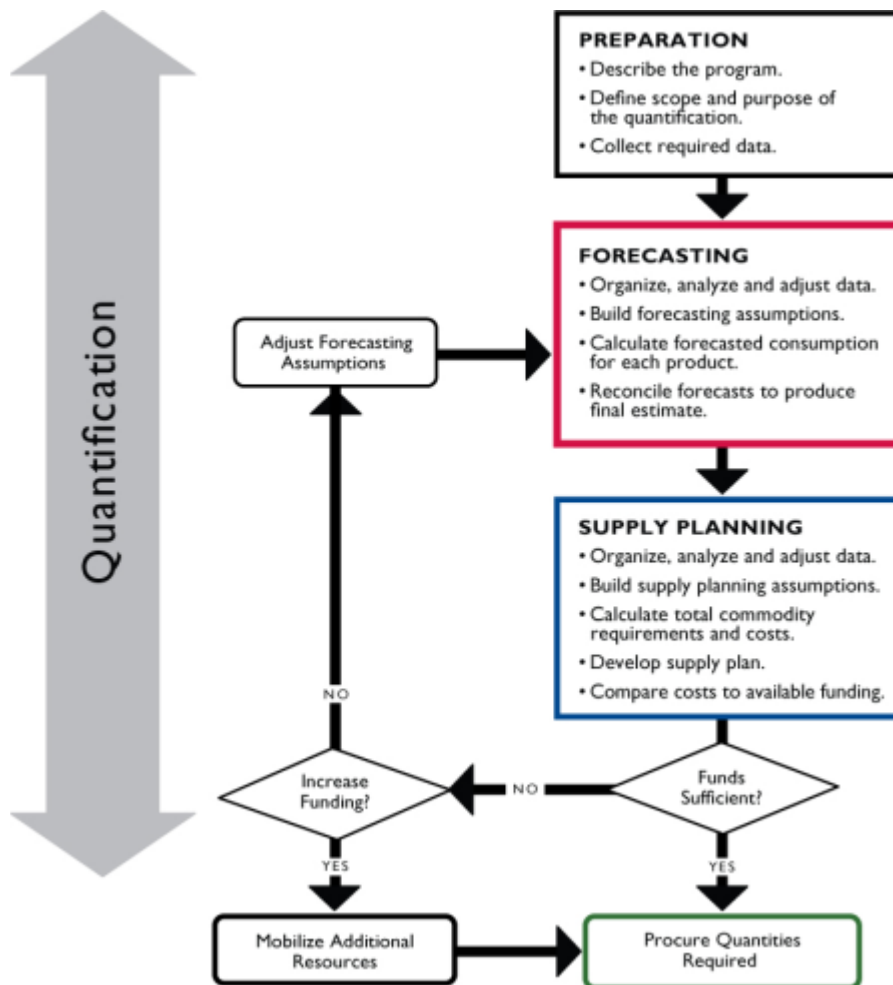 PREPARATION
• Describe the program.
• Define scope and purpose of
the quantification.
• Collect required data.
FORECASTING
• Organize, analyze and adjust data.
• Build forecasting assumptions.
• Calculate forecasted consumption
for each product.
• Reconcile forecasts to produce
final estimate.
Adjust Forecasting
Assumptions
Quantification
SUPPLY PLANNING
• Organize, analyze and adjust data.
• Build supply planning assumptions.
• Calculate total commodity
requirements and costs.
• Develop supply plan.
• Compare costs to available funding.
NO
Increase
Funding?
NO
Funds
Sufficient?
YES
YES
Mobilize Additional
Resources
Procure Quantities
Required